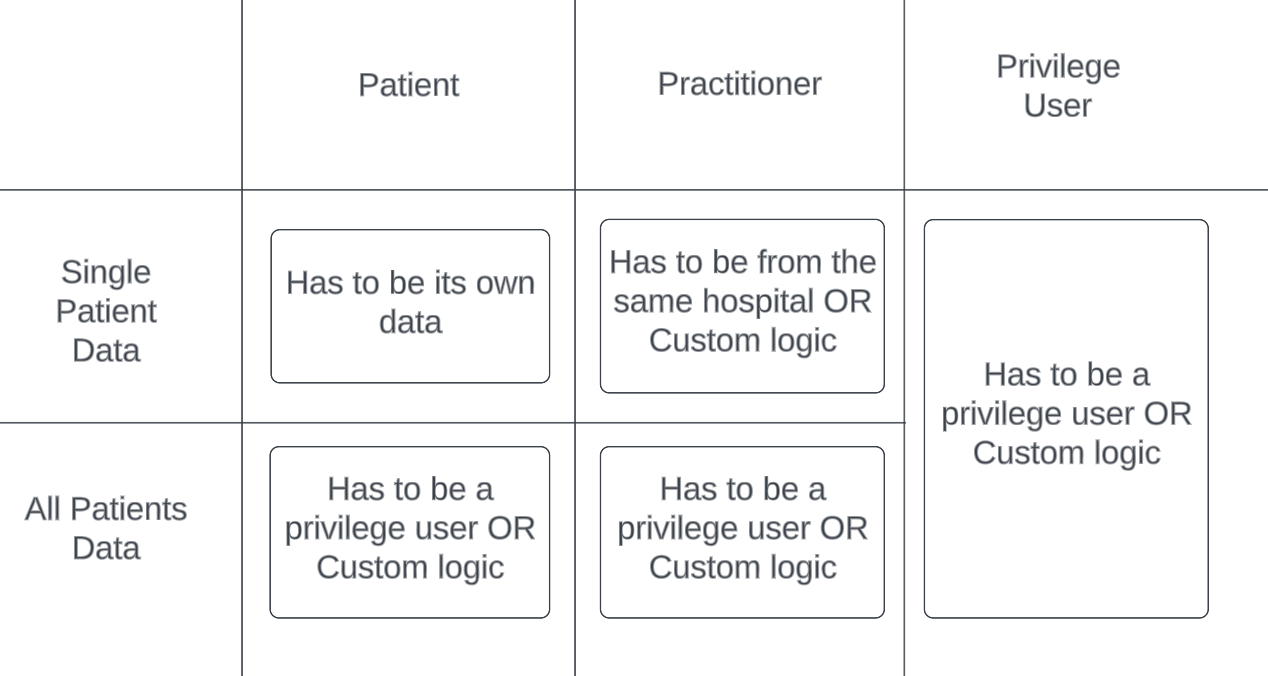 Patient
Practitioner
Privilege
User
Single
Patient
Data
Has to be its own
data
Has to be from the
same hospital OR
Custom logic
Has to be a
privilege user OR
Custom logic
All Patients
Data
Has to be a
privilege user OR
Custom logic
Has to be a
privilege user OR
Custom logic